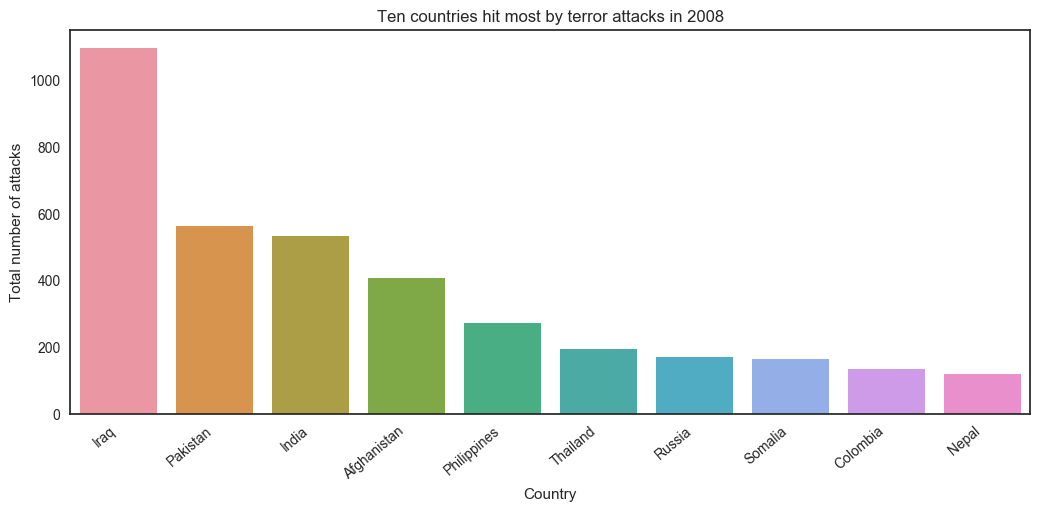 Ten countries hit most by terror attacks in 2008
Total number of attacks
1000
800
600
400
200
0
Iraq
Pakistan
India
Afghanistan
Philippines
Thailand
Russia
Somalia
Colombia
Nepal
Country